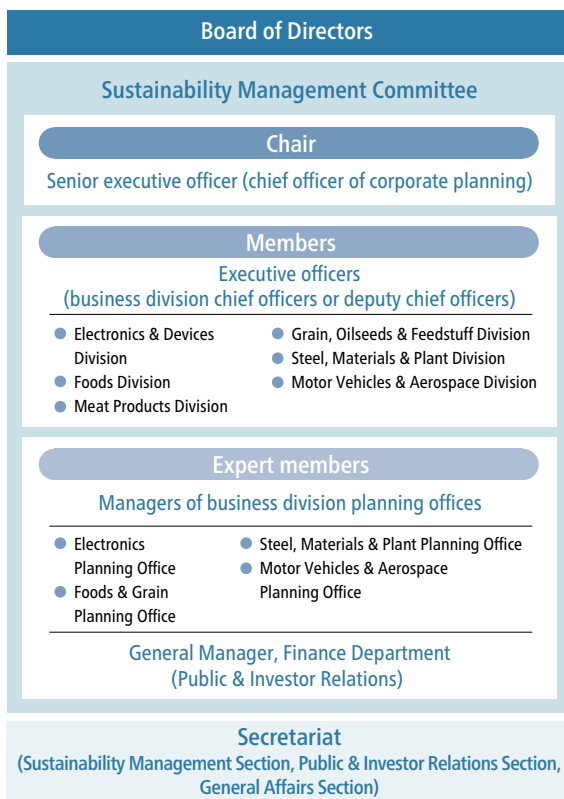 Board of Directors
Sustainability Management Committee
Chair
Senior executive officer (chief officer of corporate planning)
Members
Executive officers
(business division chief officers or deputy chief officers)
Electronics & Devices
Division
Foods Division
Meat Products Division
Grain, Oilseeds & Feedstuff Division
Steel, Materials & Plant Division
Motor Vehicles & Aerospace Division
Expert members
Managers of business division planning offices
Electronics
Planning Office
Foods & Grain
Planning Office
Steel, Materials & Plant Planning Office
Motor Vehicles & Aerospace
Planning Office
General Manager, Finance Department
(Public & Investor Relations)
Secretariat
(Sustainability Management Section, Public & Investor Relations Section,
General Affairs Section)